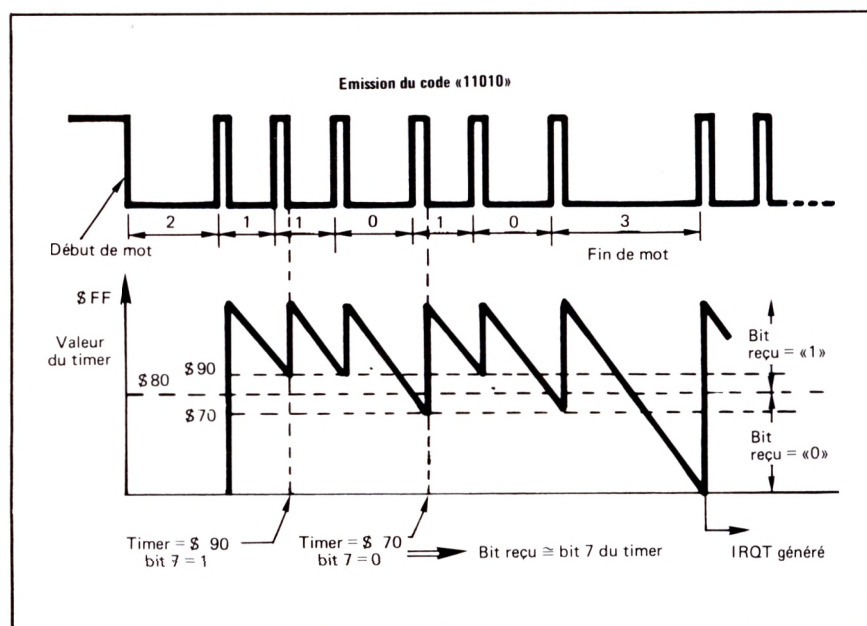 Emission du code «11010»
2 1 1 0 1 0 3
Début de mot
Fin de mot
$ FF
Valeur
du timer
$ 80
$ 90
$ 70
Bit
reçu = «1»
Bit
reçu = «0»
Timer = $ 90
bit 7 = 1
Timer = $ 70
bit 7 = 0
Bit reçu ≅ bit 7 du timer
IRQT généré